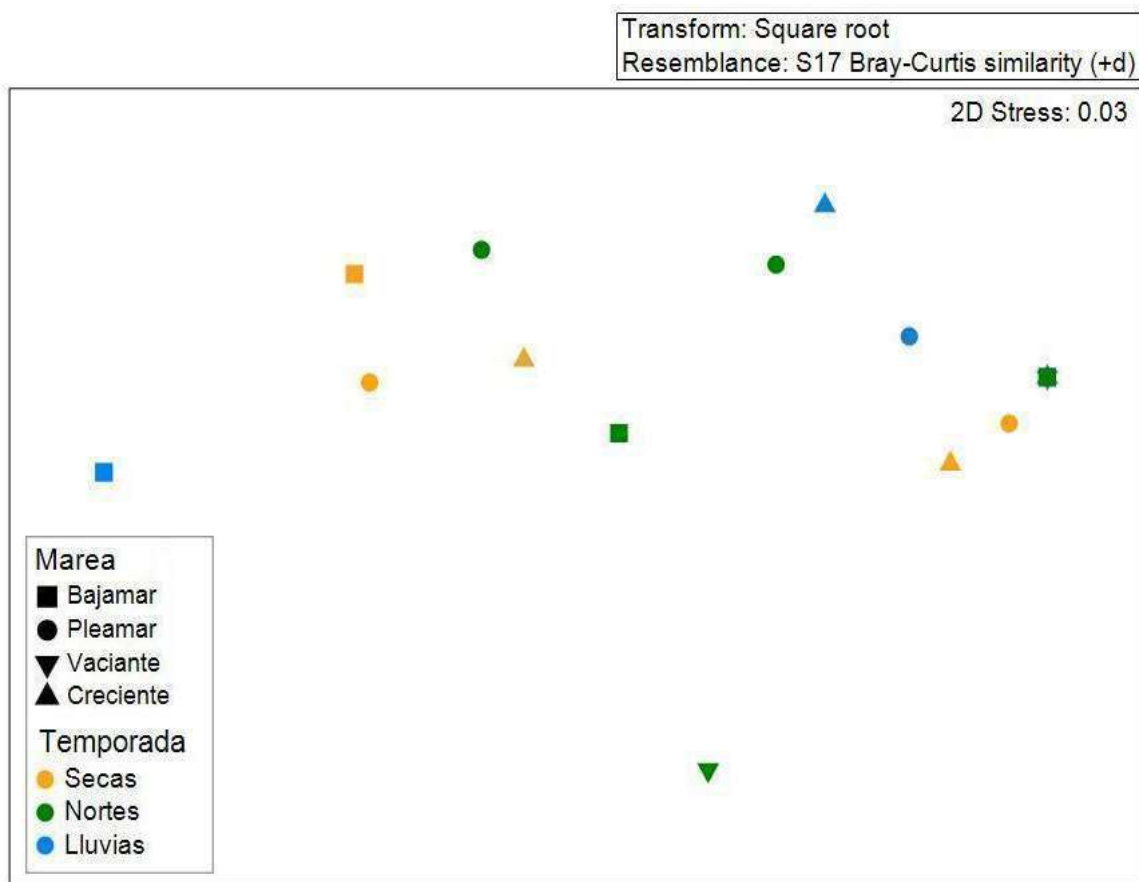 Transform: Square root
Resemblance: S17 Bray-Curtis similarity (+d)
2D Stress: 0.03
Marea
Bajamar
Pleamar
Vaciante
Creciente
Temporada
Secas
Nortes
Lluvias